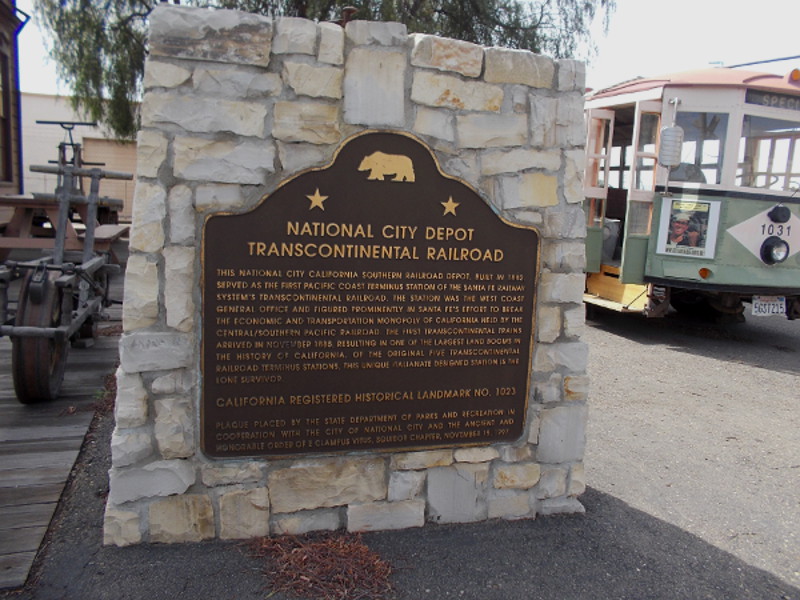 NATIONAL CITY DEPOT
TRANSCONTINENTAL RAILROAD
THIS NATIONAL CITY CALIFORNIA SOUTHERN RAILROAD DEPOT, BUILT IN 1882
SERVED AS THE FIRST PACIFIC COAST TERMINUS STATION OF THE SANTA FE RAILWAY
SYSTEM'S TRANSCONTINENTAL RAILROAD. THE STATION WAS THE WEST COAST
GENERAL OFFICE AND FIGURED PROMINENTLY IN SANTA FE'S EFFORT TO BREAK
THE ECONOMIC AND TRANSPORTATION MONOPOLY OF CALIFORNIA HELD BY THE
CENTRAL/SOUTHERN PACIFIC RAILROAD. THE FIRST TRANSCONTINENTAL TRAINS
ARRIVED IN NOVEMBER 1885, RESULTING IN ONE OF THE LARGEST LAND BOOMS IN
THE HISTORY OF CALIFORNIA. OF THE ORIGINAL FIVE TRANSCONTINENTAL
RAILROAD TERMINUS STATIONS, THIS UNIQUE ITALIANATE DESIGNED STATION IS THE
LONE SURVIVOR.
CALIFORNIA REGISTERED HISTORICAL LANDMARK NO. 1023
PLAQUE PLACED BY THE STATE DEPARTMENT OF PARKS AND RECREATION IN
COOPERATION WITH THE CITY OF NATIONAL CITY AND THE ANCIENT AND
HONORABLE ORDER OF E CLAMPUS VITUS, SQUIBOB CHAPTER, NOVEMBER 15, 1997
SPECIAL
1031